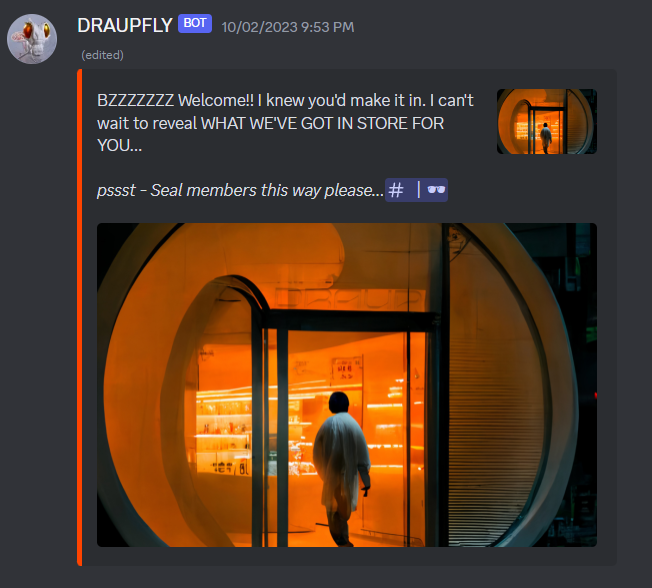 DRAUPFLY BOT 10/02/2023 9:53 PM
(edited)
BZZZZZZZ Welcome!! I knew you'd make it in. I can't
wait to reveal WHAT WE'VE GOT IN STORE FOR
YOU...
pssst - Seal members this way please... # | 🕶️